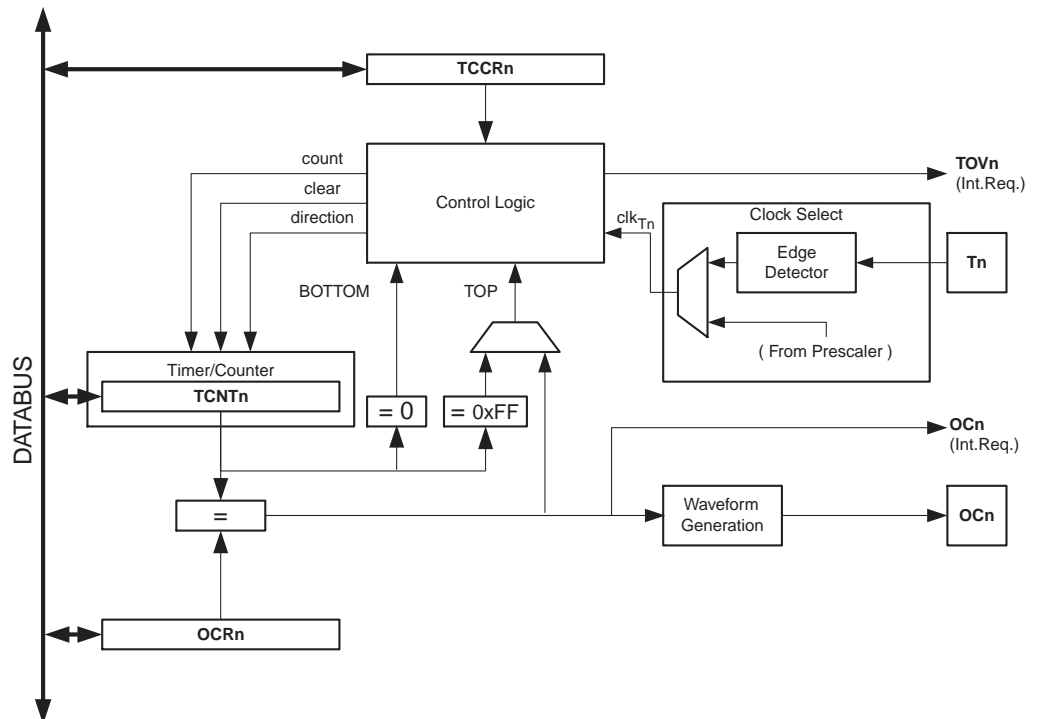 TCCRn
count
clear
direction
Control Logic
TOVn
(Int.Req.)
clkTn
Clock Select
Edge
Detector
Tn
( From Prescaler )
BOTTOM
TOP
DATABUS
Timer/Counter
TCNTn
= 0
= 0xFF
OCn
(Int.Req.)
=
Waveform
Generation
OCn
OCRn